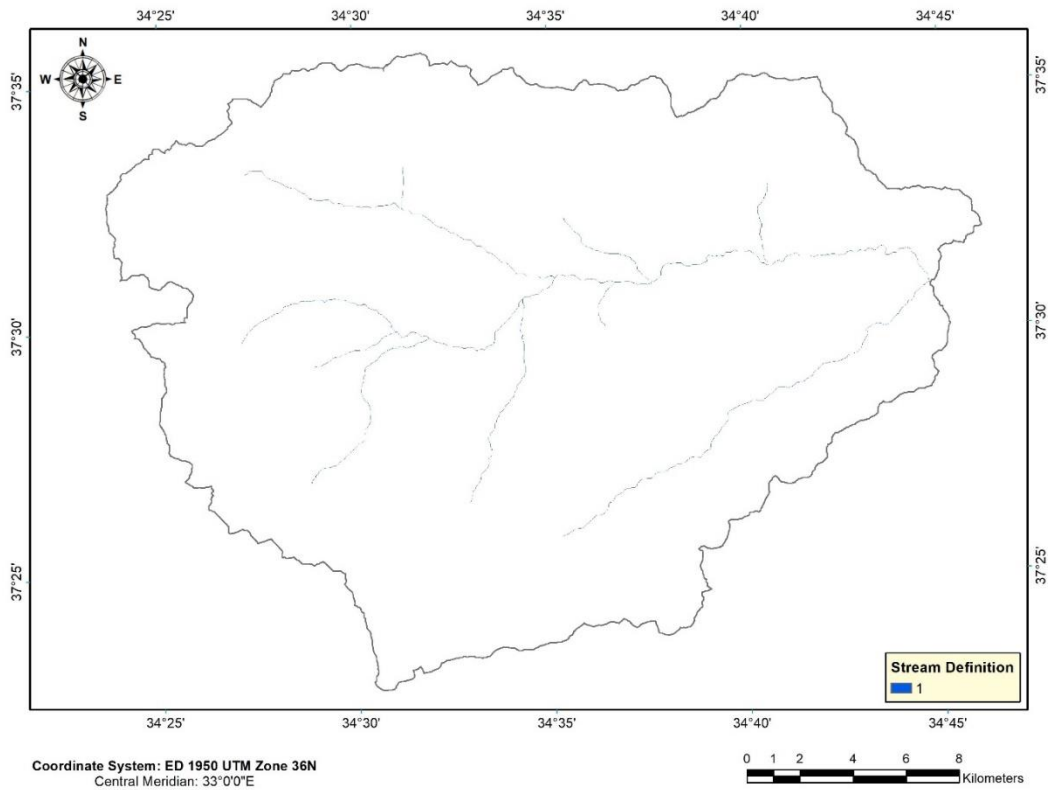 34°25' 34°30' 34°35' 34°40' 34°45'
N
W E
S
37°35' 37°35'
37°30' 37°30'
37°25' 37°25'
Stream Definition
1
34°25' 34°30' 34°35' 34°40' 34°45'
Coordinate System: ED 1950 UTM Zone 36N
Central Meridian: 33°0'0"E
0 1 2 4 6 8
Kilometers